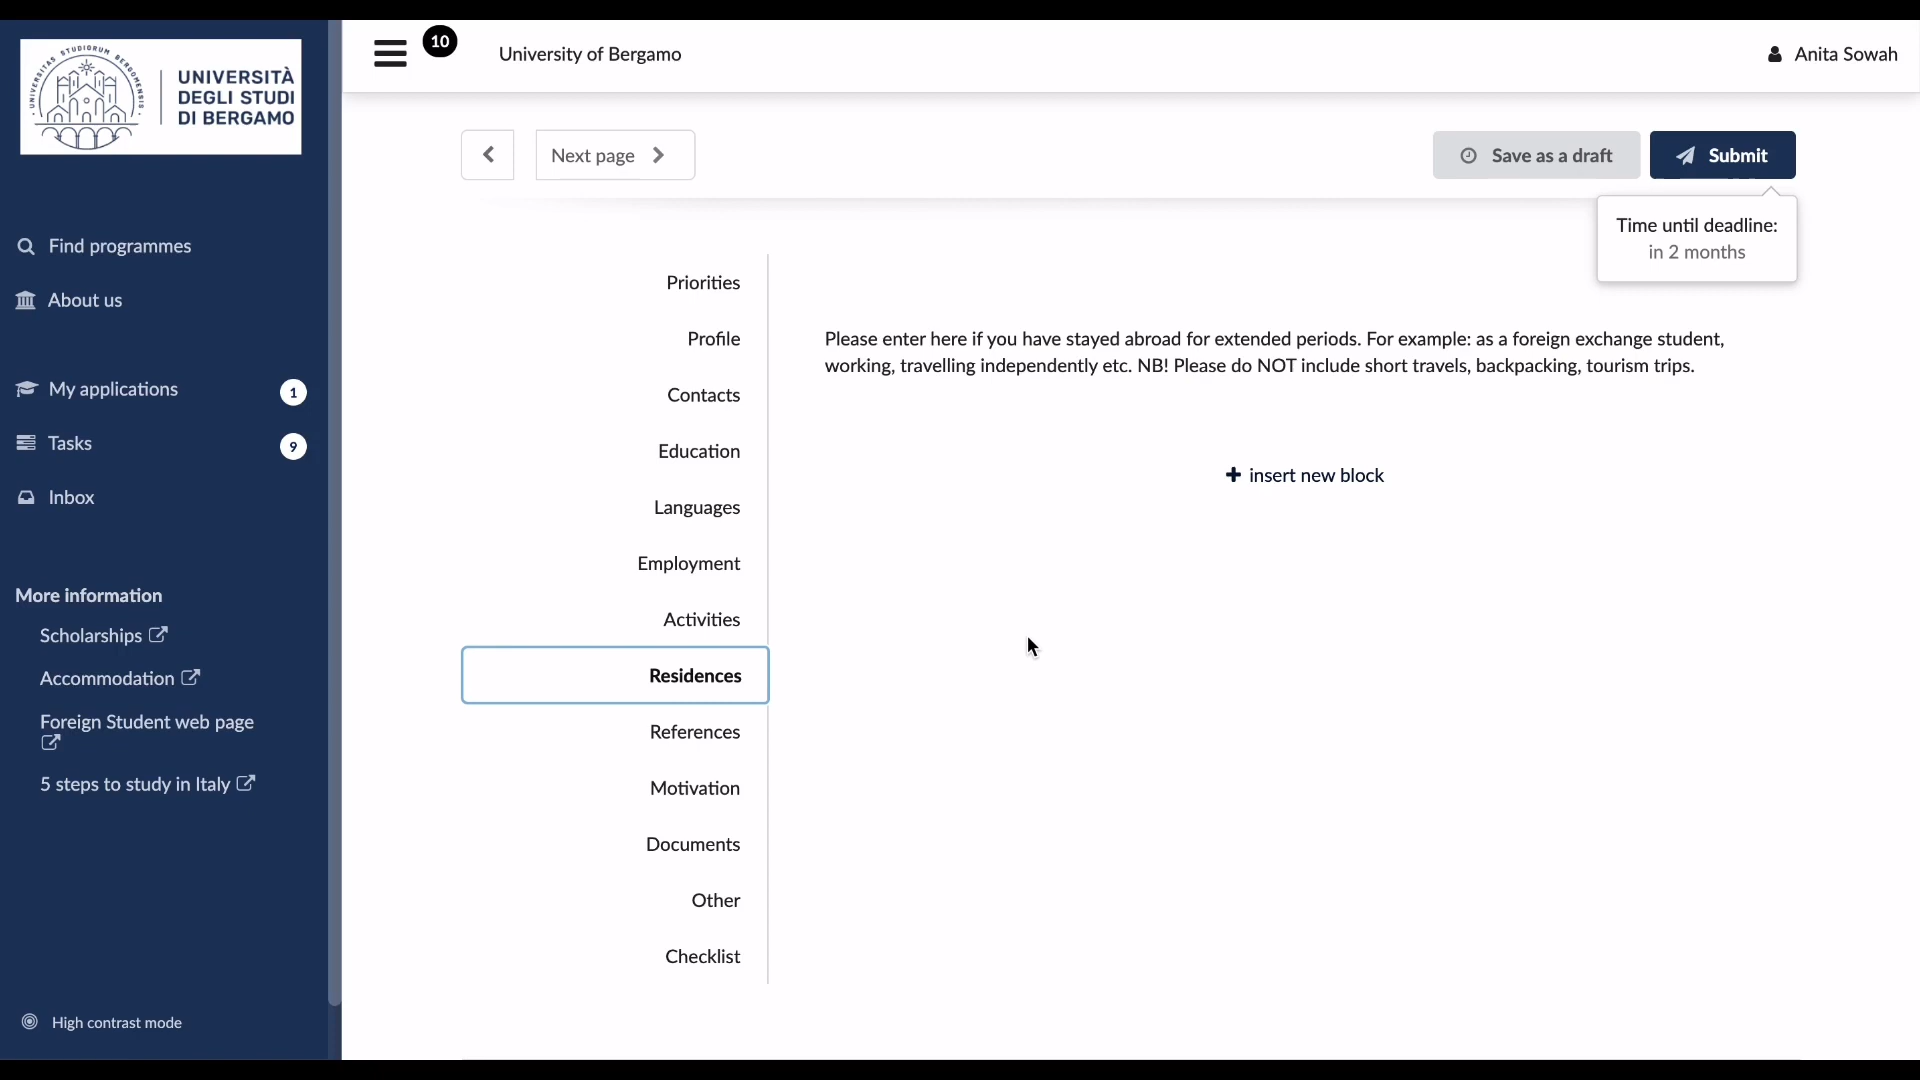 UNIVERSITÀ
DEGLI STUDI
DI BERGAMO
10
University of Bergamo
Anita Sowah
Next page
Save as a draft
Submit
Time until deadline:
in 2 months
Find programmes
About us
My applications
1
Tasks
9
Inbox
More information
Scholarships
Accommodation
Foreign Student web page
5 steps to study in Italy
High contrast mode
Priorities
Profile
Contacts
Education
Languages
Employment
Activities
Residences
References
Motivation
Documents
Other
Checklist
Please enter here if you have stayed abroad for extended periods. For example: as a foreign exchange student,
working, travelling independently etc. NB! Please do NOT include short travels, backpacking, tourism trips.
insert new block